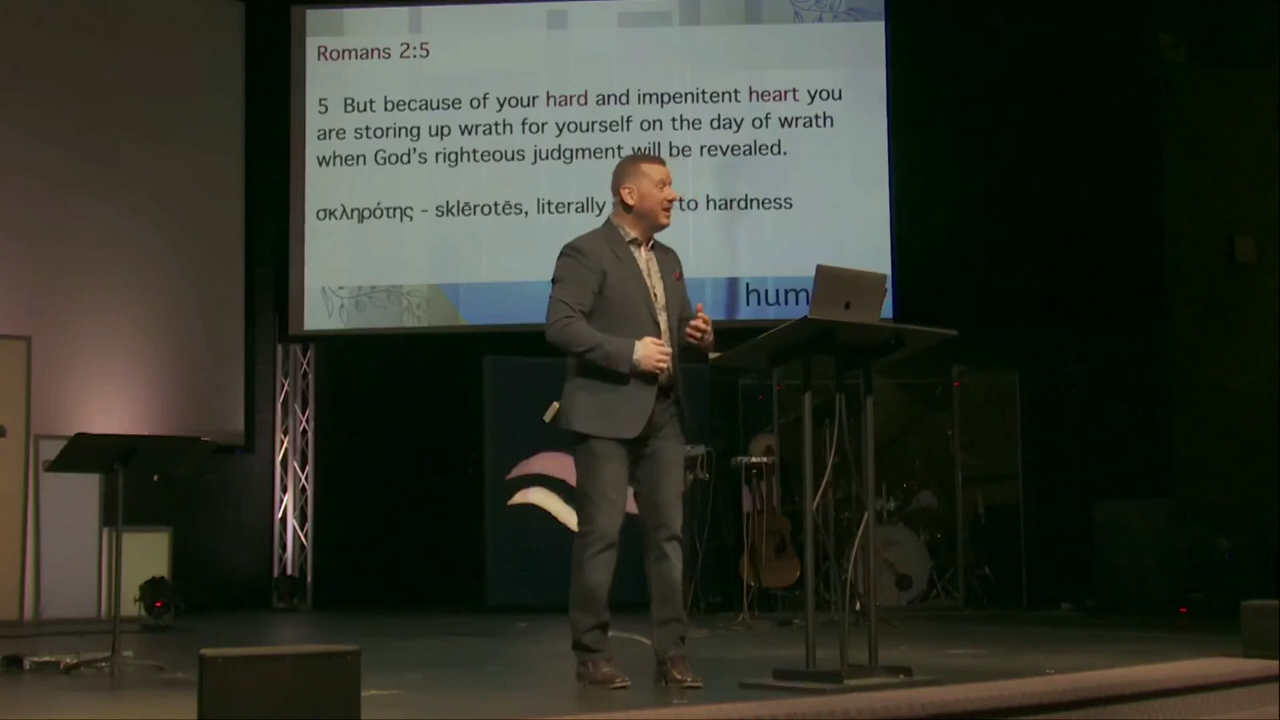 Romans 2:5
5 But because of your hard and impenitent heart you
are storing up wrath for yourself on the day of wrath
when God's righteous judgment will be revealed.
σκληρότης - sklērotēs, literally to hardness